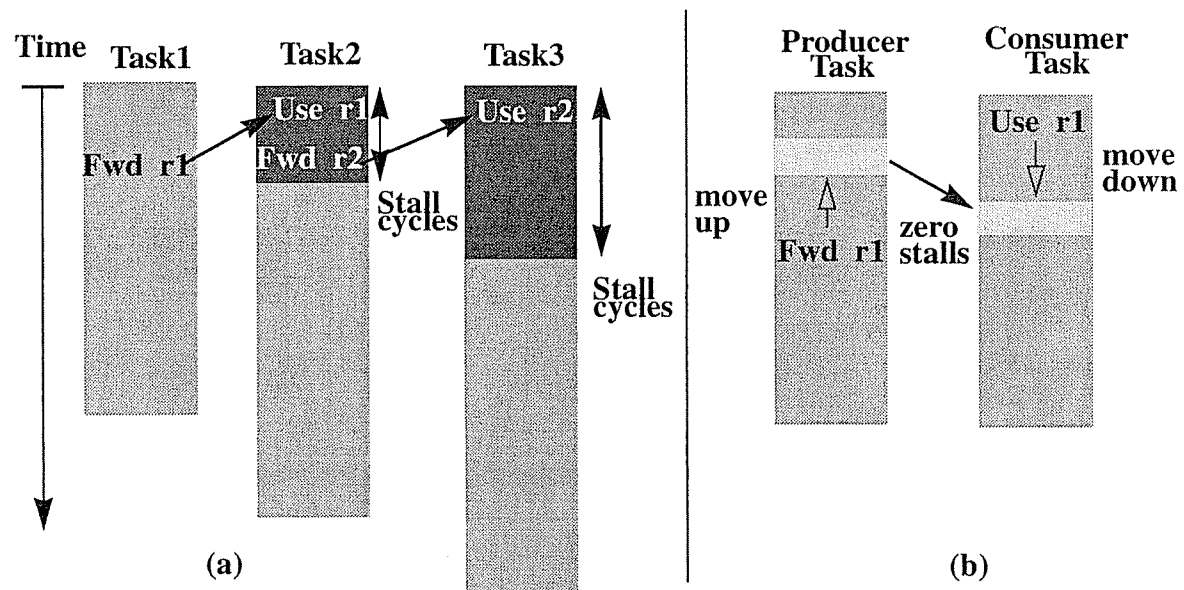 Time
Task1
Task2
Task3
Use r1
Use r2
Fwd r1
Fwd r2
Stall
cycles
Stall
cycles
(a)
Producer
Task
Consumer
Task
Use r1
move
down
move
up
zero
stalls
Fwd r1
(b)